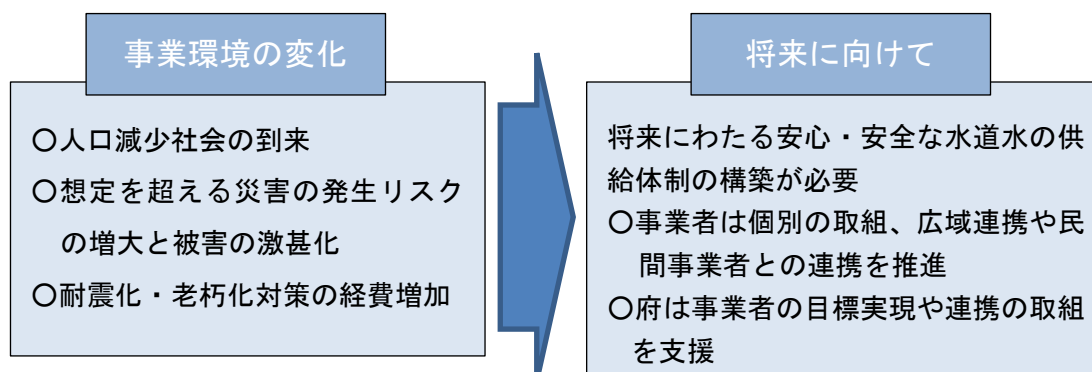 事業環境の変化
〇人口減少社会の到来
〇想定を超える災害の発生リスク
の増大と被害の激甚化
〇耐震化・老朽化対策の経費増加
将来に向けて
将来にわたる安心・安全な水道水の供
給体制の構築が必要
〇事業者は個別の取組、広域連携や民
間事業者との連携を推進
〇府は事業者の目標実現や連携の取組
を支援